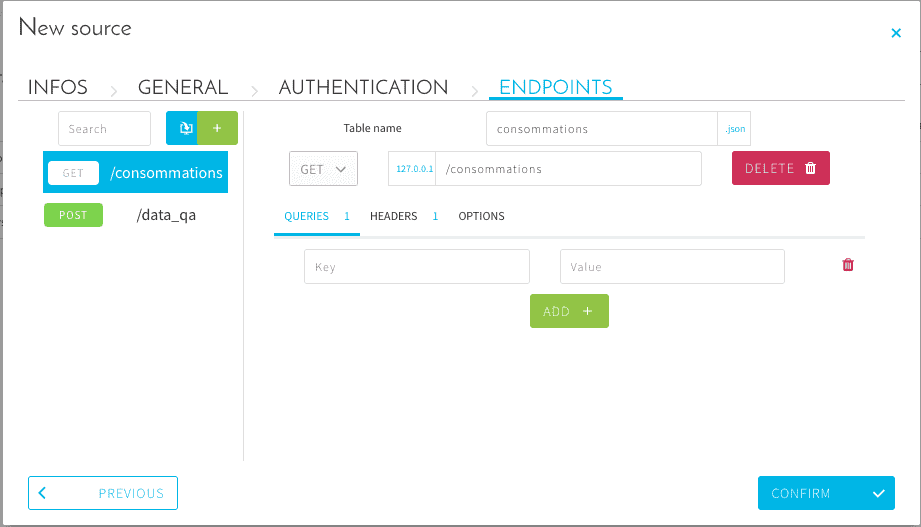 New source
INFOS GENERAL AUTHENTICATION ENDPOINTS
Search
Table name consommations .json
GET /consommations
GET 127.0.0.1 /consommations DELETE
POST /data_qa
QUERIES 1 HEADERS 1 OPTIONS
Key Value
ADD
PREVIOUS CONFIRM